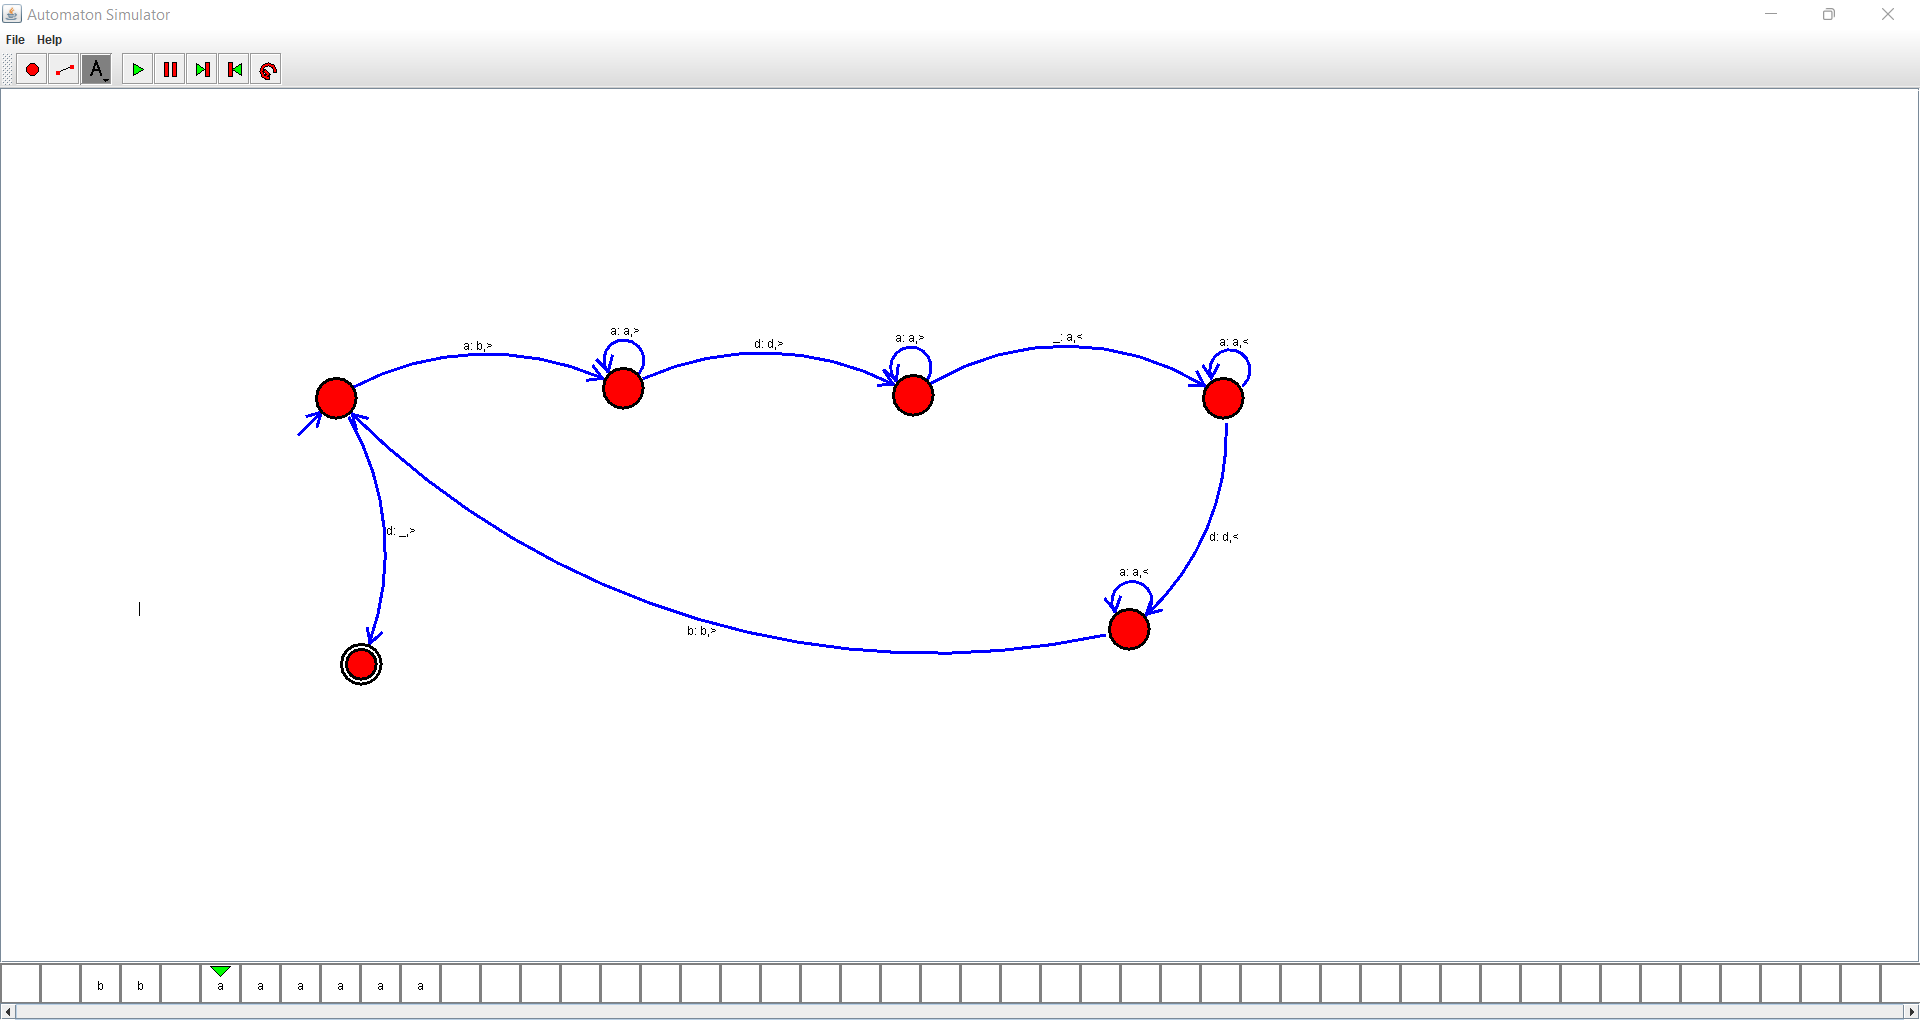 Automaton Simulator
File Help
A
a: a,>
a: b,>
d: d,>
a: a,>
_: a,<
a: a,<
d: _,>
d: d,<
a: a,<
b: b,>
b b a a a a a a